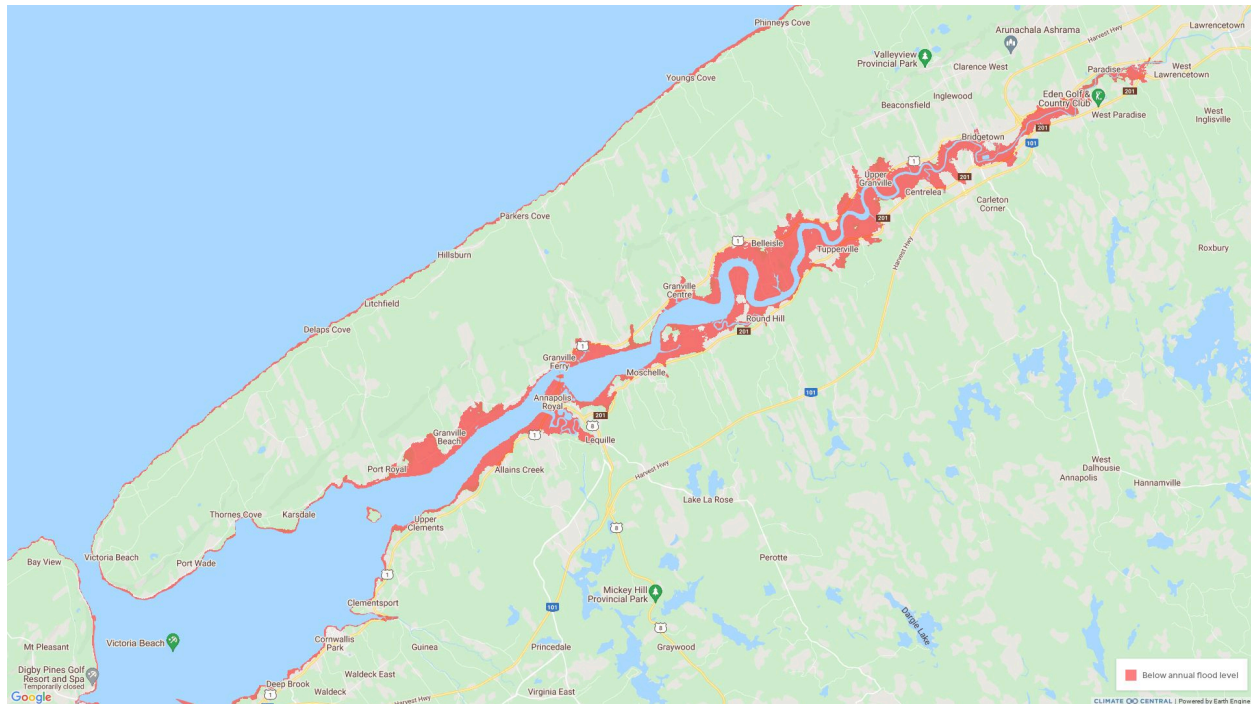 Phinneys Cove
Lawrencetown
Arunachala Ashrama
Harvest Hwy
Valleyview
Provincial Park
Clarence West
Paradise
West
Lawrencetown
Youngs Cove
201
Eden Golf &
Country Club
Inglewood
Beaconsfield
West Paradise
West
Inglisville
201
Bridgetown
101
1
201
Upper
Granville
Centrelea
Carleton
Corner
Parkers Cove
201
1
Belleisle
Tupperville
Harvest Hwy
Roxbury
Hillsburn
Granville
Centre
Litchfield
Round Hill
201
Delaps Cove
1
Granville
Ferry
Moschelle
101
Annapolis
Royal
201
8
Granville
Beach
1
Lequille
Port Royal
Allains Creek
Harvest Hwy
West
Dalhousie
Annapolis
Hannamville
Lake La Rose
Thornes Cove
Karsdale
Upper
Clements
8
Bay View
Victoria Beach
Port Wade
Perotte
1
Mickey Hill
Provincial Park
Clementsport
101
Dargie Lake
8
Victoria Beach
Cornwallis
Park
Mt Pleasant
Guinea
Princedale
Graywood
Digby Pines Golf
Resort and Spa
Temporarily closed
Waldeck East
Deep Brook
Waldeck
Virginia East
Below annual flood level
Google
Harvest Hwy
CLIMATE CENTRAL | Powered by Earth Engine